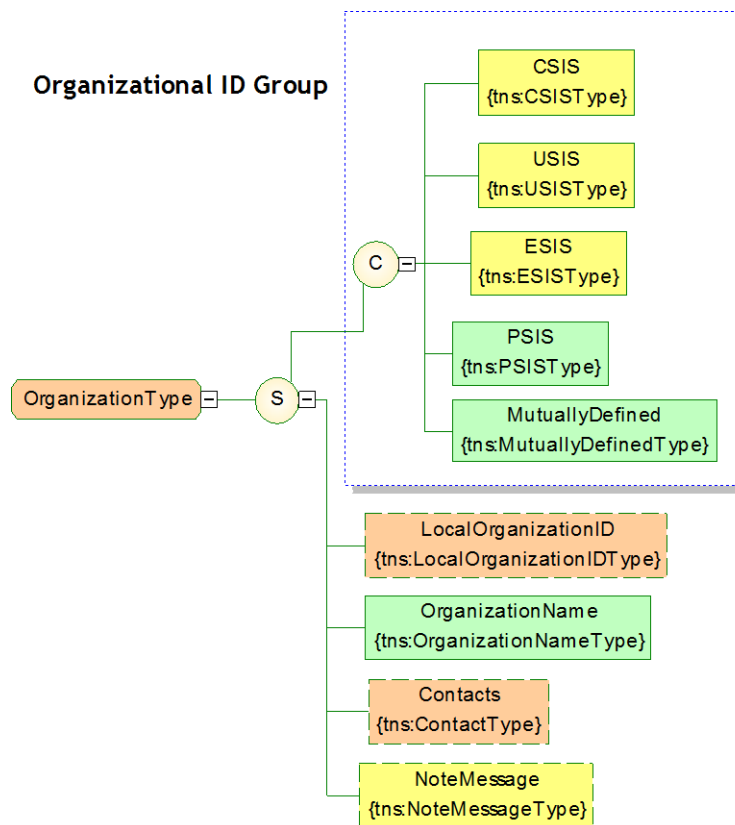 Organizational ID Group
CSIS
{tns:CSISType}
USIS
{tns:USISType}
ESIS
{tns:ESISType}
C
PSIS
{tns:PSISType}
MutuallyDefined
{tns:MutuallyDefinedType}
OrganizationType
S
LocalOrganizationID
{tns:LocalOrganizationIDType}
OrganizationName
{tns:OrganizationNameType}
Contacts
{tns:ContactType}
NoteMessage
{tns:NoteMessageType}